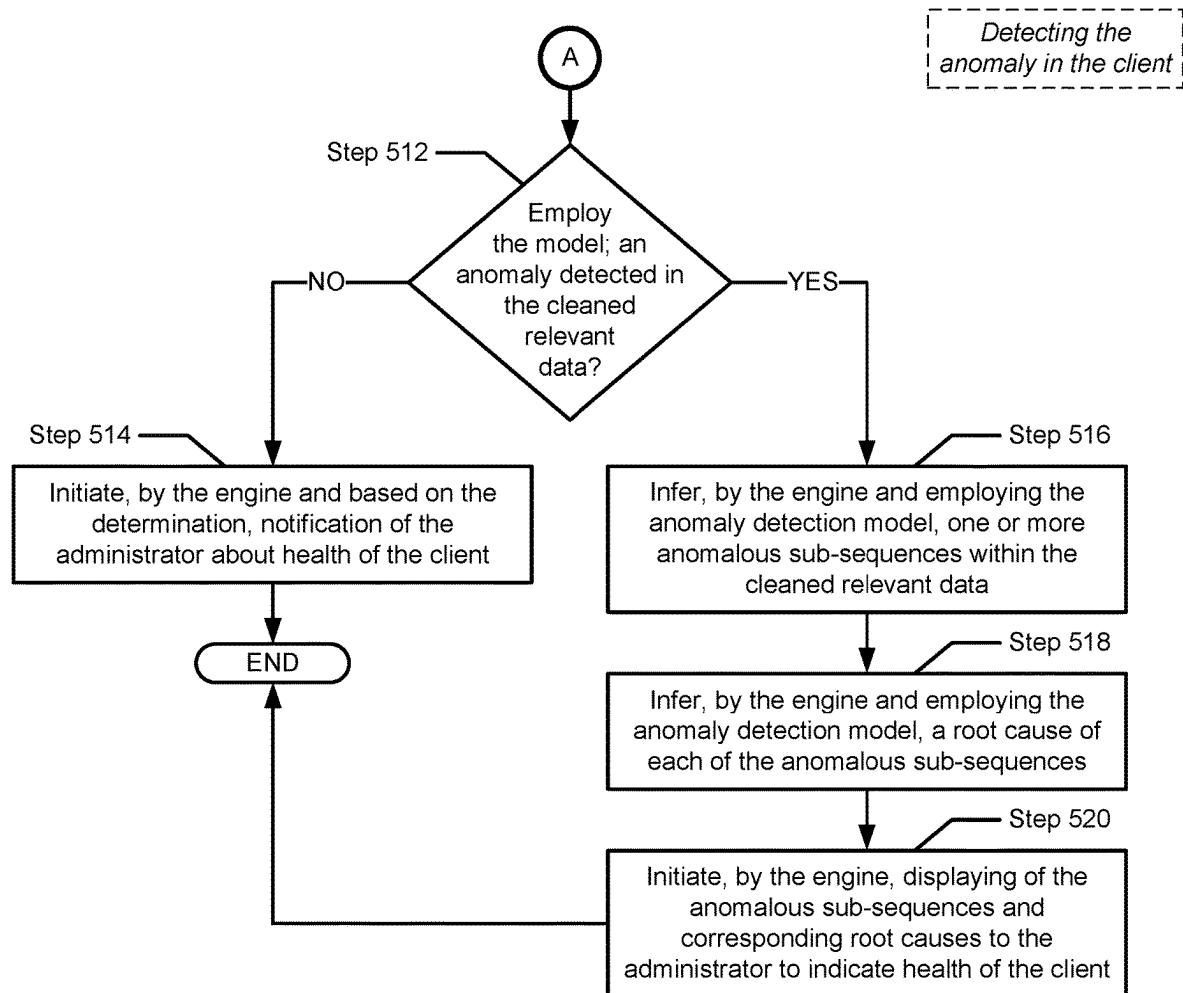 Detecting the
anomaly in the client
A
Step 512
Employ
the model; an
anomaly detected in
the cleaned
relevant
data?
NO
YES
Step 514
Initiate, by the engine and based on the
determination, notification of the
administrator about health of the client
END
Step 516
Infer, by the engine and employing the
anomaly detection model, one or more
anomalous sub-sequences within the
cleaned relevant data
Step 518
Infer, by the engine and employing the
anomaly detection model, a root cause of
each of the anomalous sub-sequences
Step 520
Initiate, by the engine, displaying of the
anomalous sub-sequences and
corresponding root causes to the
administrator to indicate health of the client